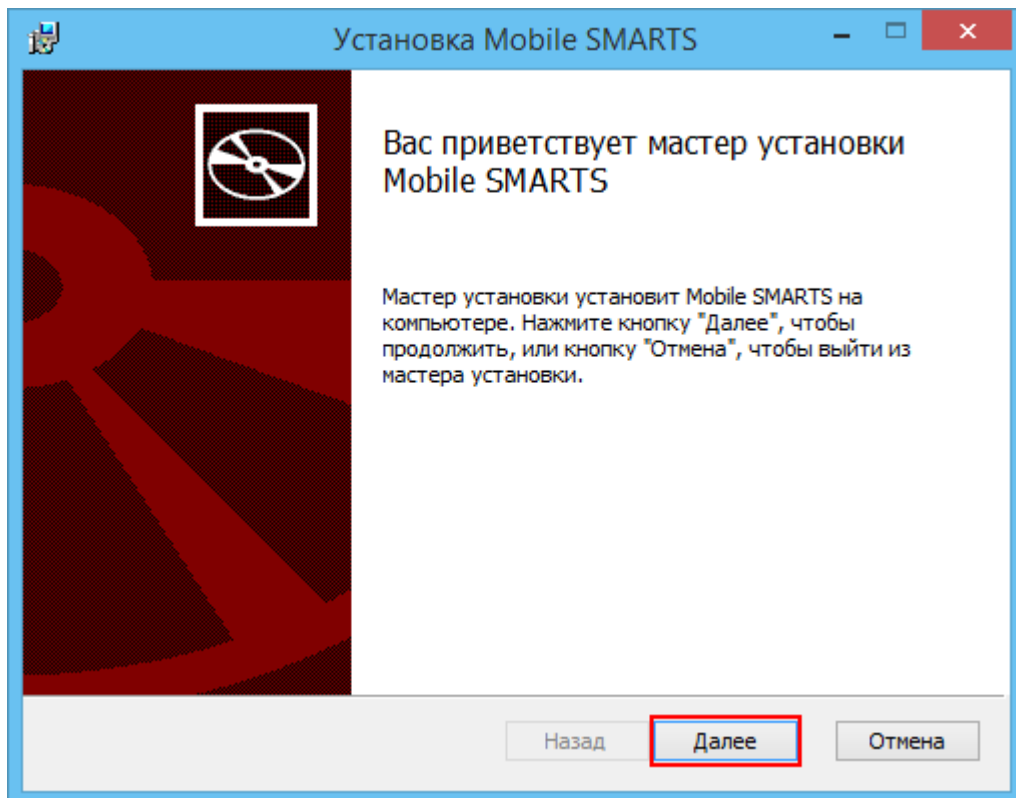 Установка Mobile SMARTS
Вас приветствует мастер установки
Mobile SMARTS
Мастер установки установит Mobile SMARTS на
компьютере. Нажмите кнопку "Далее", чтобы
продолжить, или кнопку "Отмена", чтобы выйти из
мастера установки.
Назад Далее Отмена